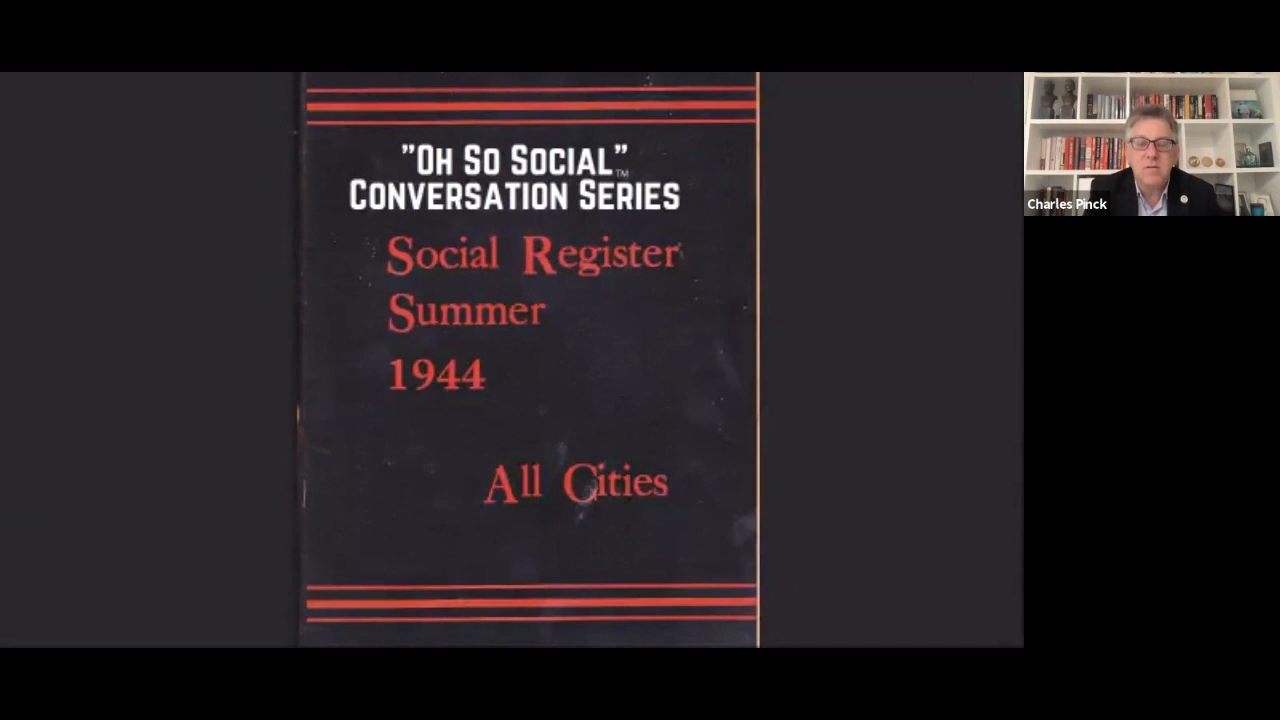 "Oh So Social"™
Conversation Series
Social Register
Summer
1944
All Cities
Charles Pinck